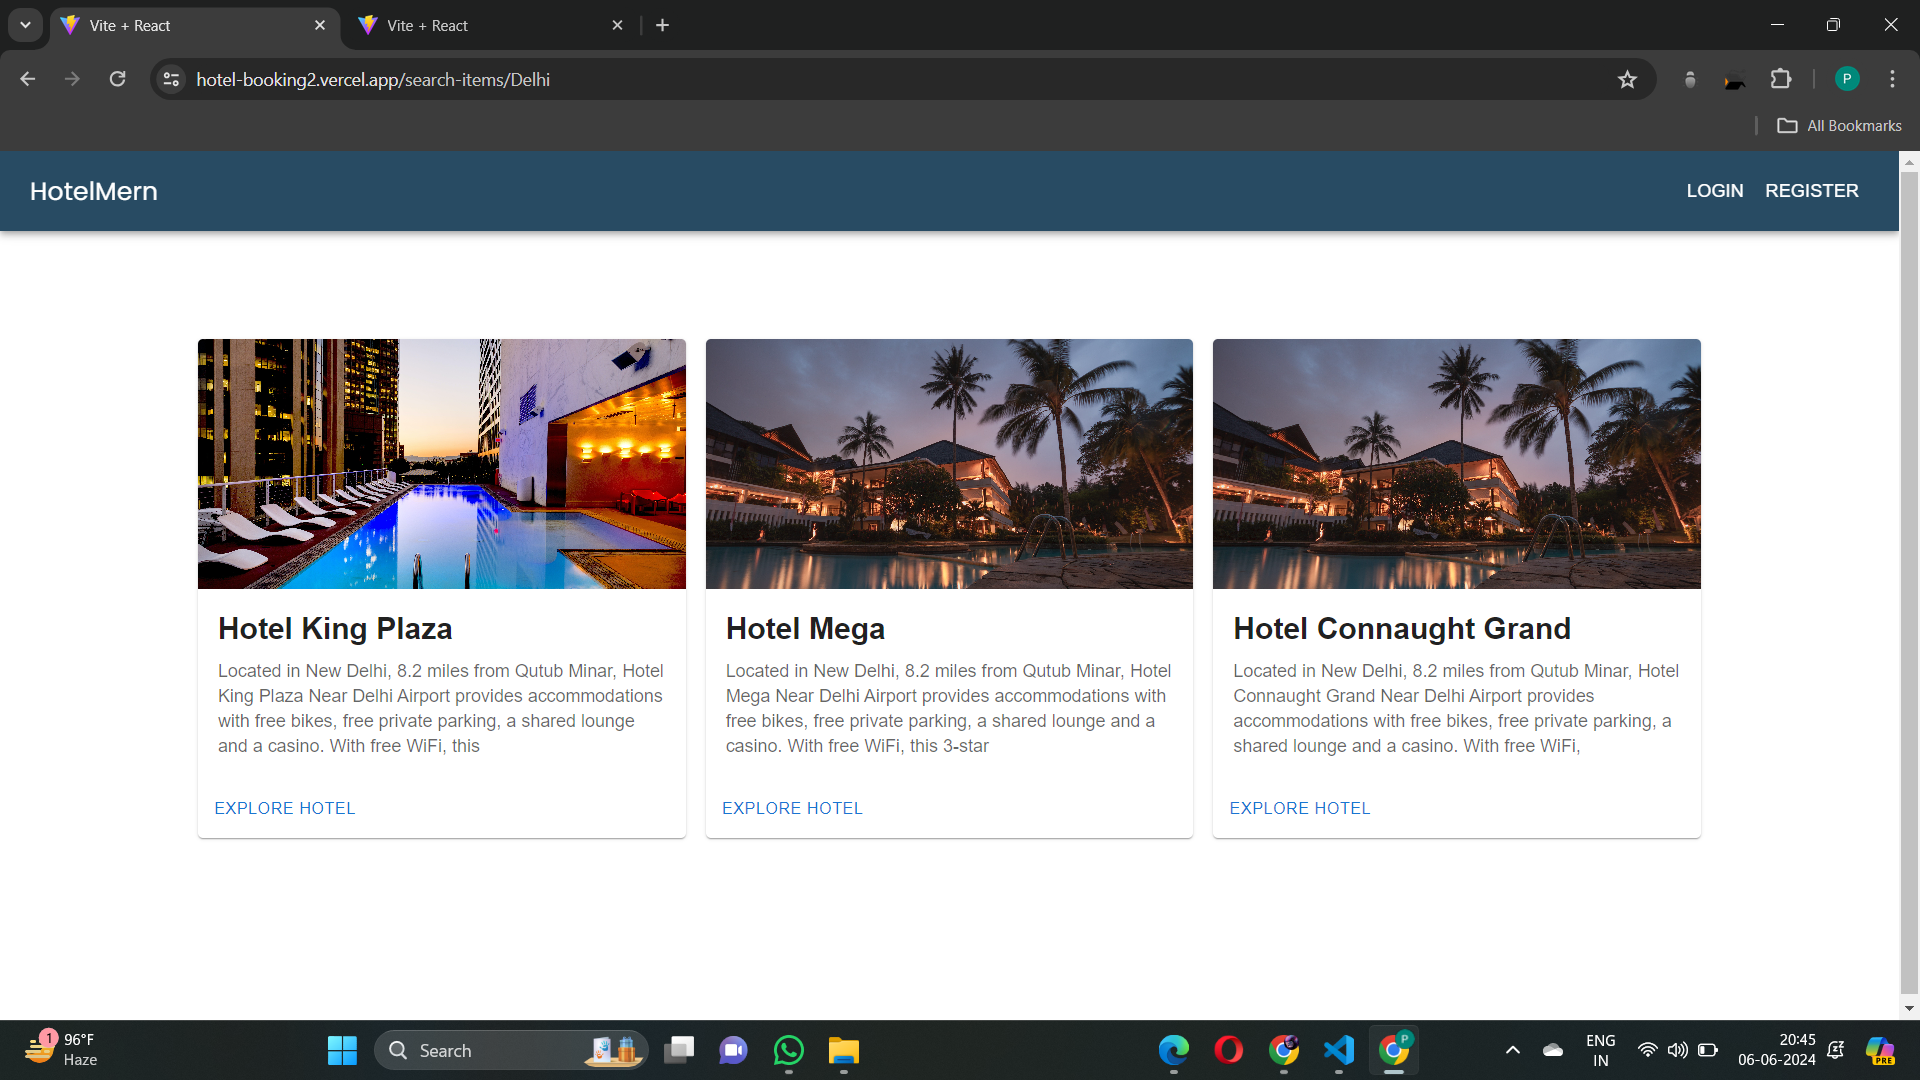 Vite + React
Vite + React
hotel-booking2.vercel.app/search-items/Delhi
P
All Bookmarks
HotelMern
LOGIN
REGISTER
Hotel King Plaza
Located in New Delhi, 8.2 miles from Qutub Minar, Hotel
King Plaza Near Delhi Airport provides accommodations
with free bikes, free private parking, a shared lounge
and a casino. With free WiFi, this
EXPLORE HOTEL
Hotel Mega
Located in New Delhi, 8.2 miles from Qutub Minar, Hotel
Mega Near Delhi Airport provides accommodations with
free bikes, free private parking, a shared lounge and a
casino. With free WiFi, this 3-star
EXPLORE HOTEL
Hotel Connaught Grand
Located in New Delhi, 8.2 miles from Qutub Minar, Hotel
Connaught Grand Near Delhi Airport provides
accommodations with free bikes, free private parking, a
shared lounge and a casino. With free WiFi,
EXPLORE HOTEL
1
96°F
Haze
Search
P
ENG
IN
20:45
06-06-2024
PRE